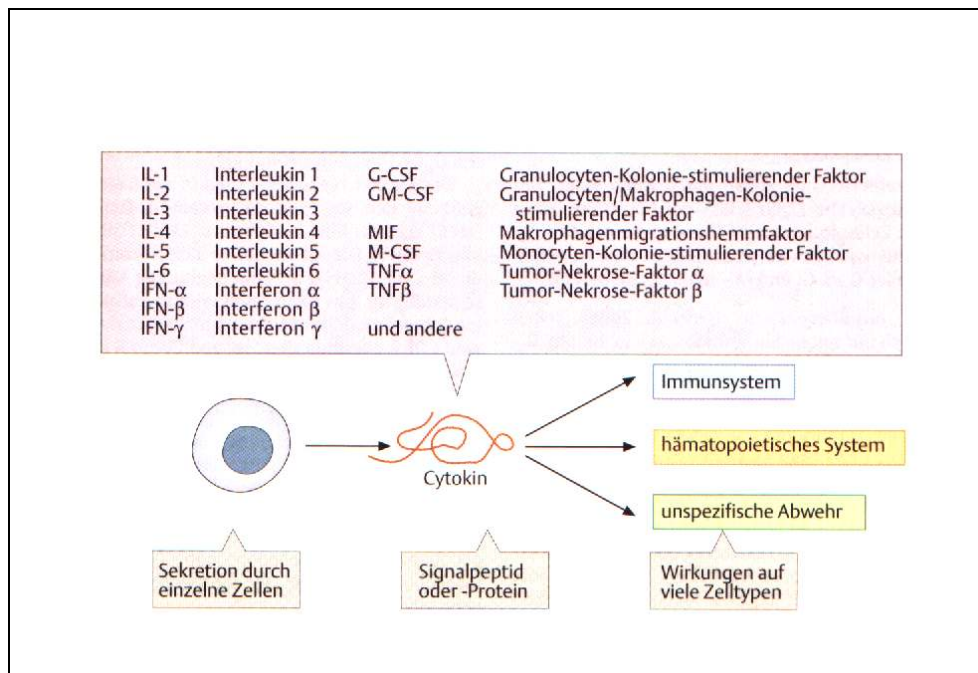 IL-1 Interleukin 1 G-CSF Granulocyten-Kolonie-stimulierender Faktor
IL-2 Interleukin 2 GM-CSF Granulocyten/Makrophagen-Kolonie-
IL-3 Interleukin 3 stimulierender Faktor
IL-4 Interleukin 4 MIF Makrophagenmigrationshemmfaktor
IL-5 Interleukin 5 M-CSF Monocyten-Kolonie-stimulierender Faktor
IL-6 Interleukin 6 TNFα Tumor-Nekrose-Faktor α
IFN-α Interferon α TNFβ Tumor-Nekrose-Faktor β
IFN-β Interferon β
IFN-γ Interferon γ und andere
Immunsystem
hämatopoietisches System
Cytokin
unspezifische Abwehr
Sekretion durch
einzelne Zellen
Signalpeptid
oder -Protein
Wirkungen auf
viele Zelltypen